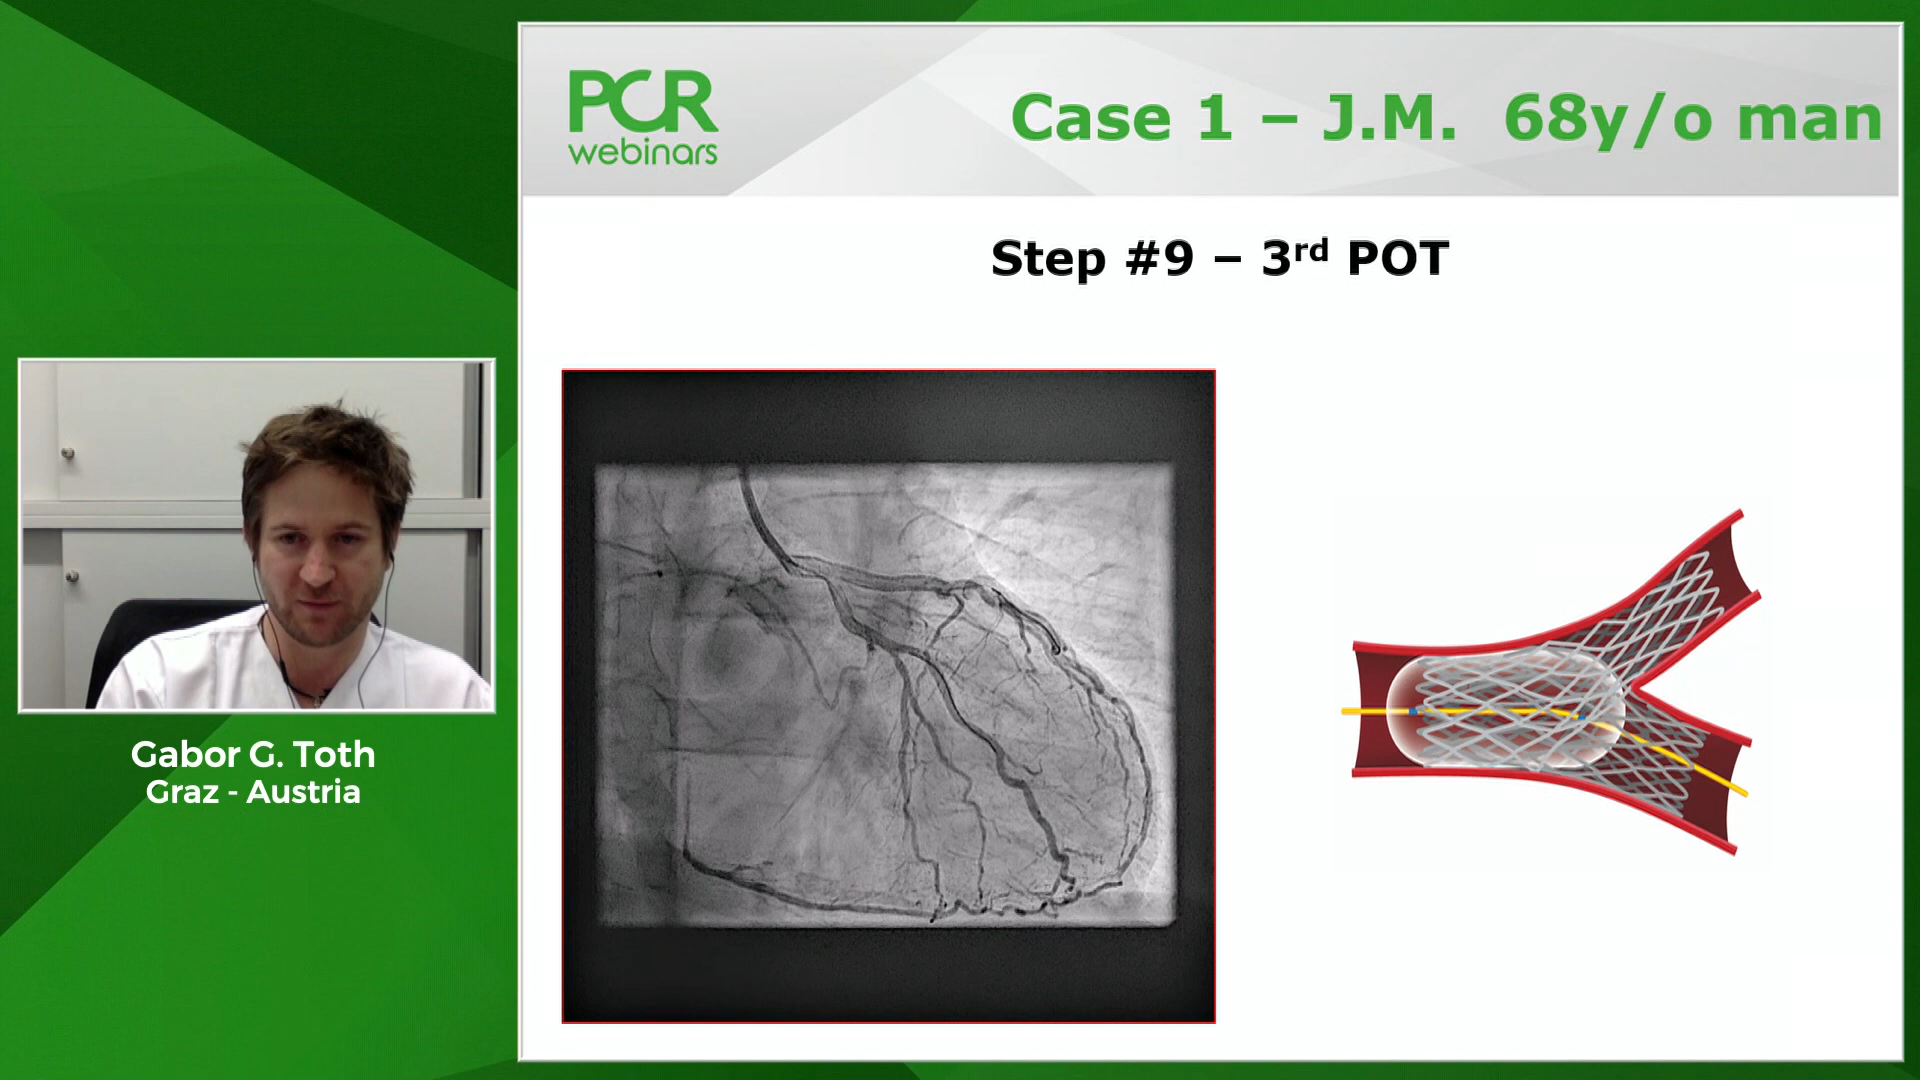 PCR
webinars
Case 1 – J.M. 68y/o man
Step #9 – 3rd POT
Gabor G. Toth
Graz - Austria